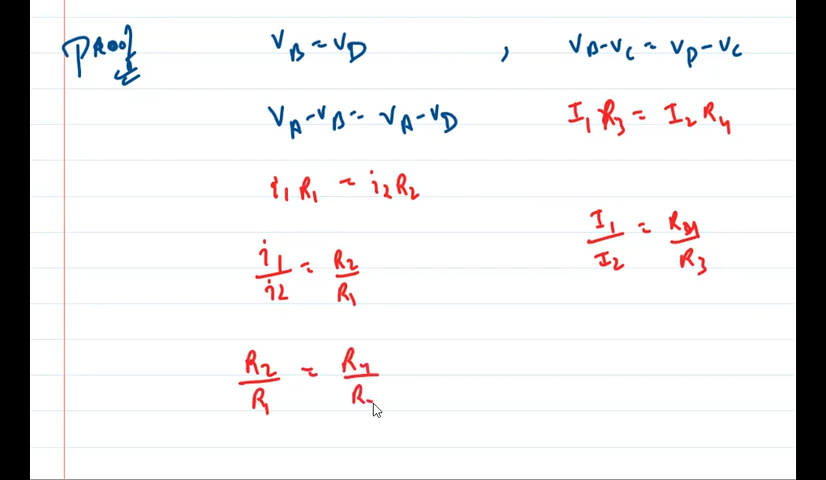 PROOF
V_B = V_D , V_B - V_C = V_D - V_C
V_A - V_B = V_A - V_D
I_1 R_3 = I_2 R_4
i_1 R_1 = i_2 R_2
I_1/I_2 = R_4/R_3
i_1/i_2 = R_2/R_1
R_2/R_1 = R_4/R